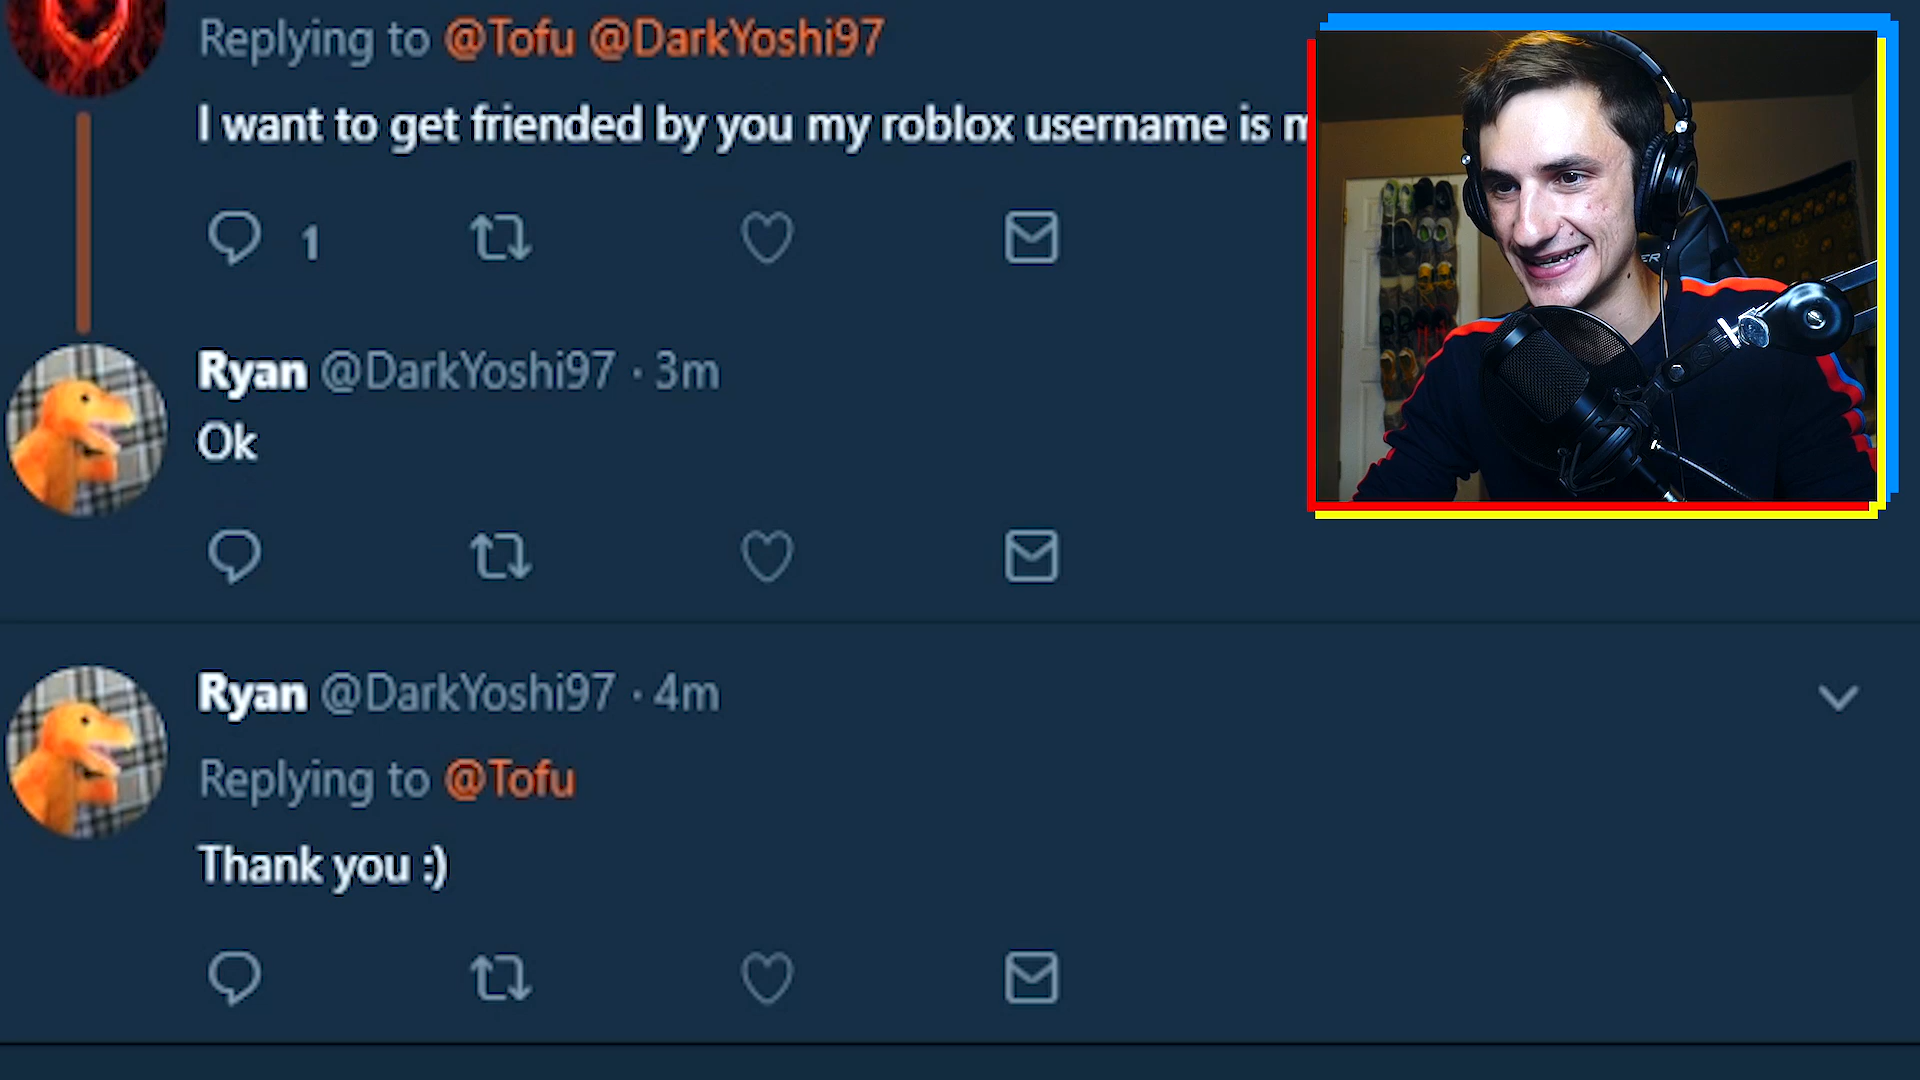 Replying to @Tofu @DarkYoshi97
I want to get friended by you my roblox username is
1
Ryan @DarkYoshi97 · 3m
Ok
Ryan @DarkYoshi97 · 4m
Replying to @Tofu
Thank you :)